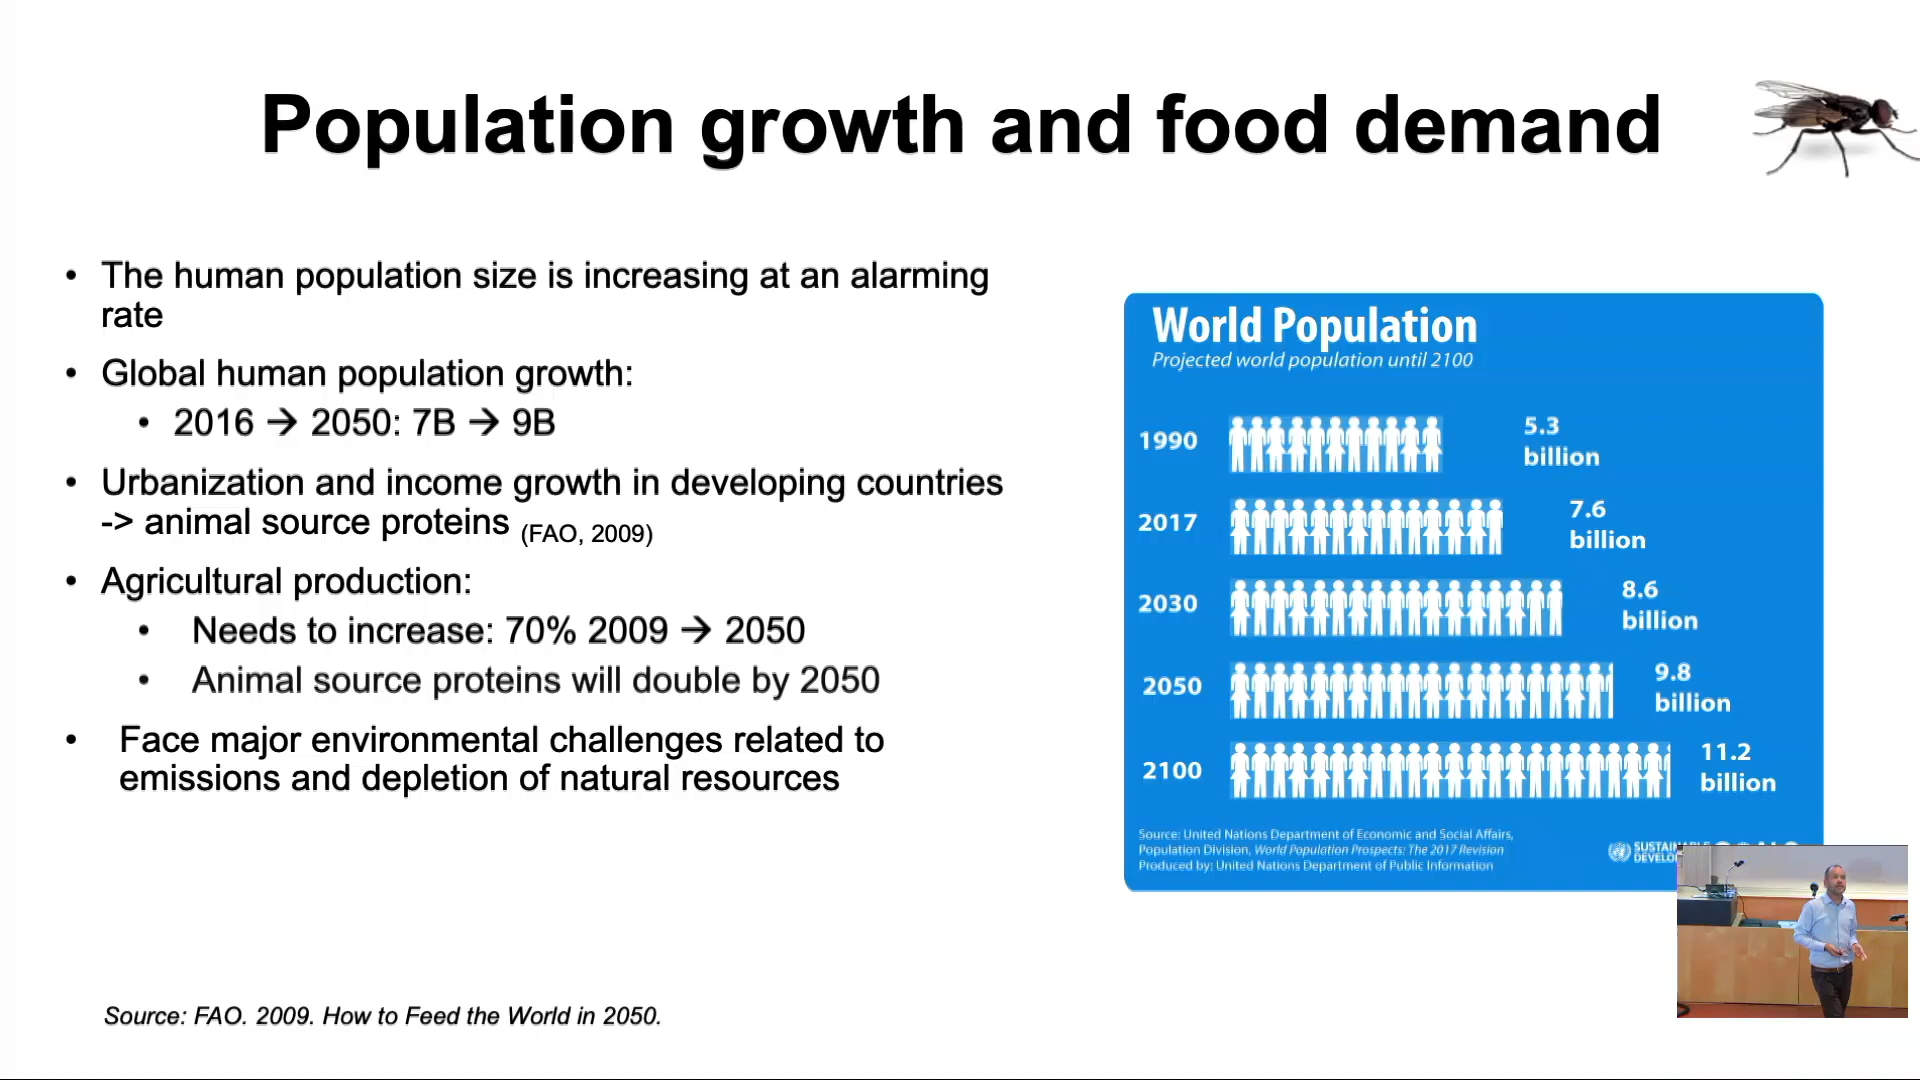 Population growth and food demand
• The human population size is increasing at an alarming
rate
• Global human population growth:
• 2016 → 2050: 7B → 9B
• Urbanization and income growth in developing countries
-> animal source proteins (FAO, 2009)
• Agricultural production:
• Needs to increase: 70% 2009 → 2050
• Animal source proteins will double by 2050
• Face major environmental challenges related to
emissions and depletion of natural resources
Source: FAO. 2009. How to Feed the World in 2050.
World Population
Projected world population until 2100
1990
5.3
billion
2017
7.6
billion
2030
8.6
billion
2050
9.8
billion
2100
11.2
billion
Source: United Nations Department of Economic and Social Affairs,
Population Division, World Population Prospects: The 2017 Revision
Produced by: United Nations Department of Public Information